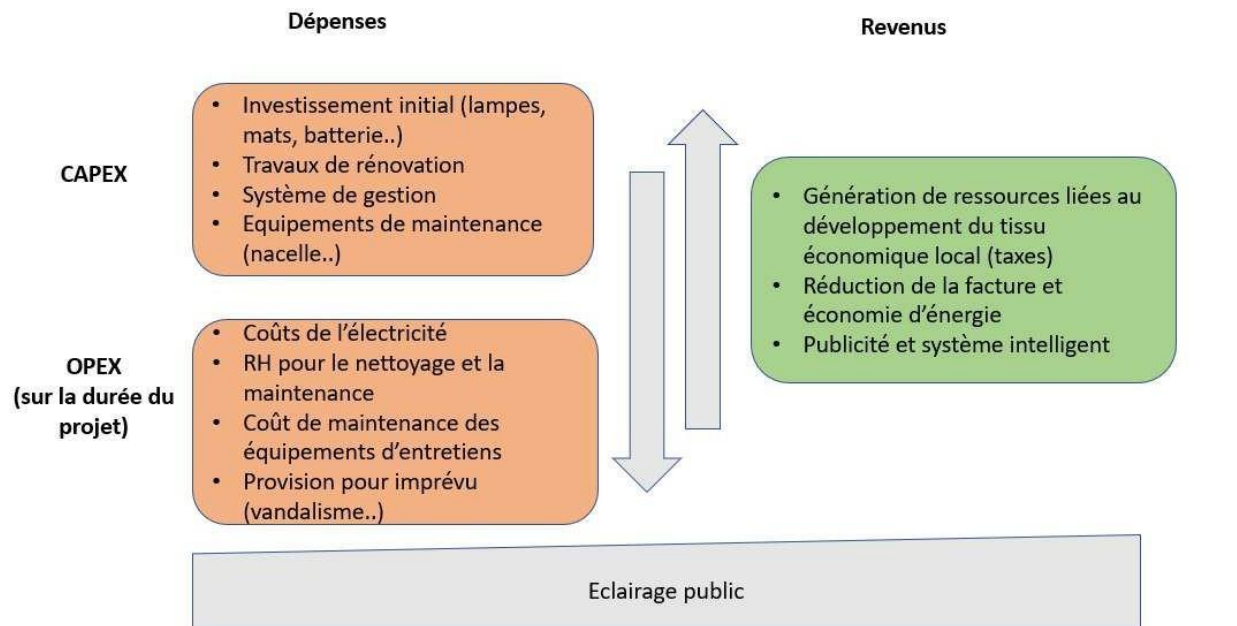 Dépenses
Revenus
CAPEX
• Investissement initial (lampes,
mats, batterie..)
• Travaux de rénovation
• Système de gestion
• Equipements de maintenance
(nacelle..)
OPEX
(sur la durée du
projet)
• Coûts de l'électricité
• RH pour le nettoyage et la
maintenance
• Coût de maintenance des
équipements d'entretiens
• Provision pour imprévu
(vandalisme..)
• Génération de ressources liées au
développement du tissu
économique local (taxes)
• Réduction de la facture et
économie d'énergie
• Publicité et système intelligent
Eclairage public